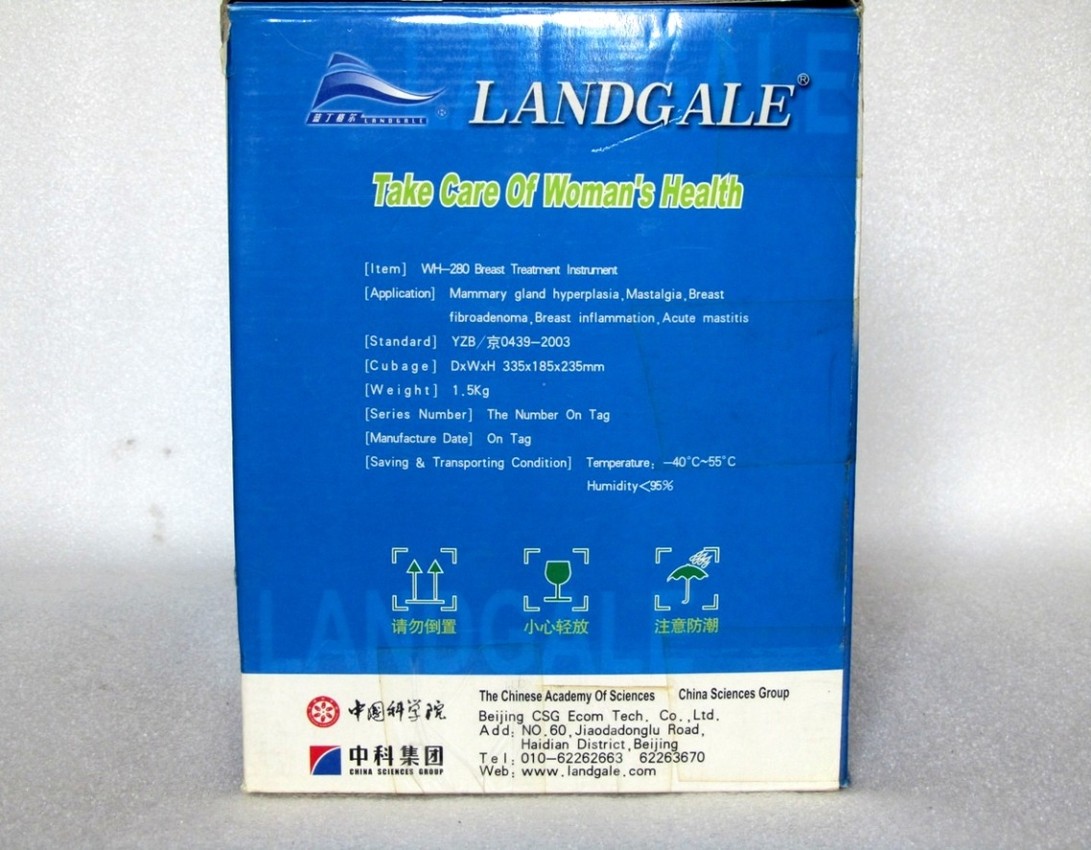 蓝丁格尔 LANDGALE ®
LANDGALE®
Take Care Of Woman's Health
[Item] WH-280 Breast Treatment Instrument
[Application] Mammary gland hyperplasia,Mastalgia,Breast
fibroadenoma,Breast inflammation,Acute mastitis
[Standard] YZB/京0439-2003
[Cubage] DxWxH 335x185x235mm
[Weight] 1.5Kg
[Series Number] The Number On Tag
[Manufacture Date] On Tag
[Saving & Transporting Condition] Temperature: -40°C~55°C
Humidity<95%
请勿倒置 小心轻放 注意防潮
LANDGALE
中国科学院
中科集团
CHINA SCIENCES GROUP
The Chinese Academy Of Sciences China Sciences Group
Beijing CSG Ecom Tech. Co.,Ltd.
Add: NO.60,Jiaodadonglu Road,
Haidian District,Beijing
Tel: 010-62262663 62263670
Web: www.landgale.com